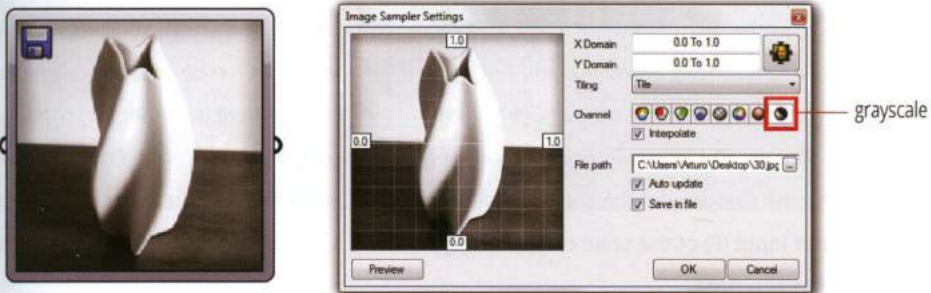 Image Sampler Settings
1.0
0.0
1.0
0.0
X Domain 0.0 To 1.0
Y Domain 0.0 To 1.0
Tiling Tile
Channel
Interpolate
File path C:\Users\Arturo\Desktop\30.jpg ...
Auto update
Save in file
Preview
OK
Cancel
grayscale